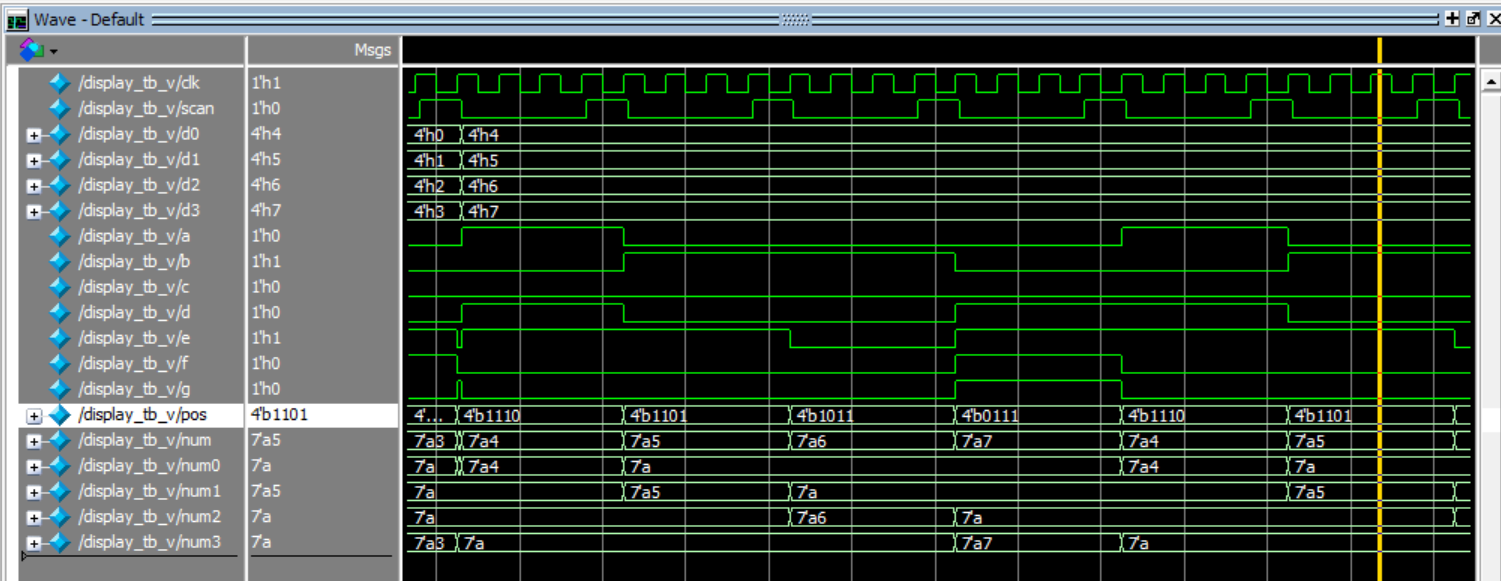 Wave - Default
Msgs
/display_tb_v/clk 1'h1
/display_tb_v/scan 1'h0
/display_tb_v/d0 4'h4 4'h0 4'h4
/display_tb_v/d1 4'h5 4'h1 4'h5
/display_tb_v/d2 4'h6 4'h2 4'h6
/display_tb_v/d3 4'h7 4'h3 4'h7
/display_tb_v/a 1'h0
/display_tb_v/b 1'h1
/display_tb_v/c 1'h0
/display_tb_v/d 1'h0
/display_tb_v/e 1'h1
/display_tb_v/f 1'h0
/display_tb_v/g 1'h0
/display_tb_v/pos 4'b1101 4'... 4'b1110 4'b1101 4'b1011 4'b0111 4'b1110 4'b1101
/display_tb_v/num 7'a5 7'a3 7'a4 7'a5 7'a6 7'a7 7'a4 7'a5
/display_tb_v/num0 7'a 7'a 7'a4 7'a 7'a4 7'a
/display_tb_v/num1 7'a5 7'a 7'a5 7'a 7'a5
/display_tb_v/num2 7'a 7'a 7'a6 7'a
/display_tb_v/num3 7'a 7'a3 7'a 7'a7 7'a